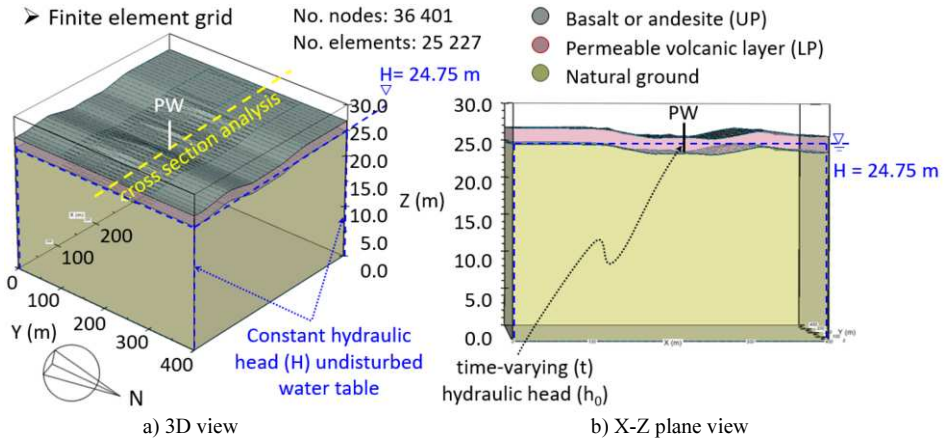 ➢ Finite element grid
No. nodes: 36 401
No. elements: 25 227
H= 24.75 m
PW
cross section analysis
30.0
25.0
20.0
15.0
10.0
5.0
0.0
Z (m)
X (m)
200
100
0
100
200
300
400
Y (m)
N
Constant hydraulic
head (H) undisturbed
water table
a) 3D view
Basalt or andesite (UP)
Permeable volcanic layer (LP)
Natural ground
30.0
25.0
20.0
15.0
10.0
5.0
0.0
PW
H = 24.75 m
X (m)
time-varying (t)
hydraulic head (h₀)
b) X-Z plane view